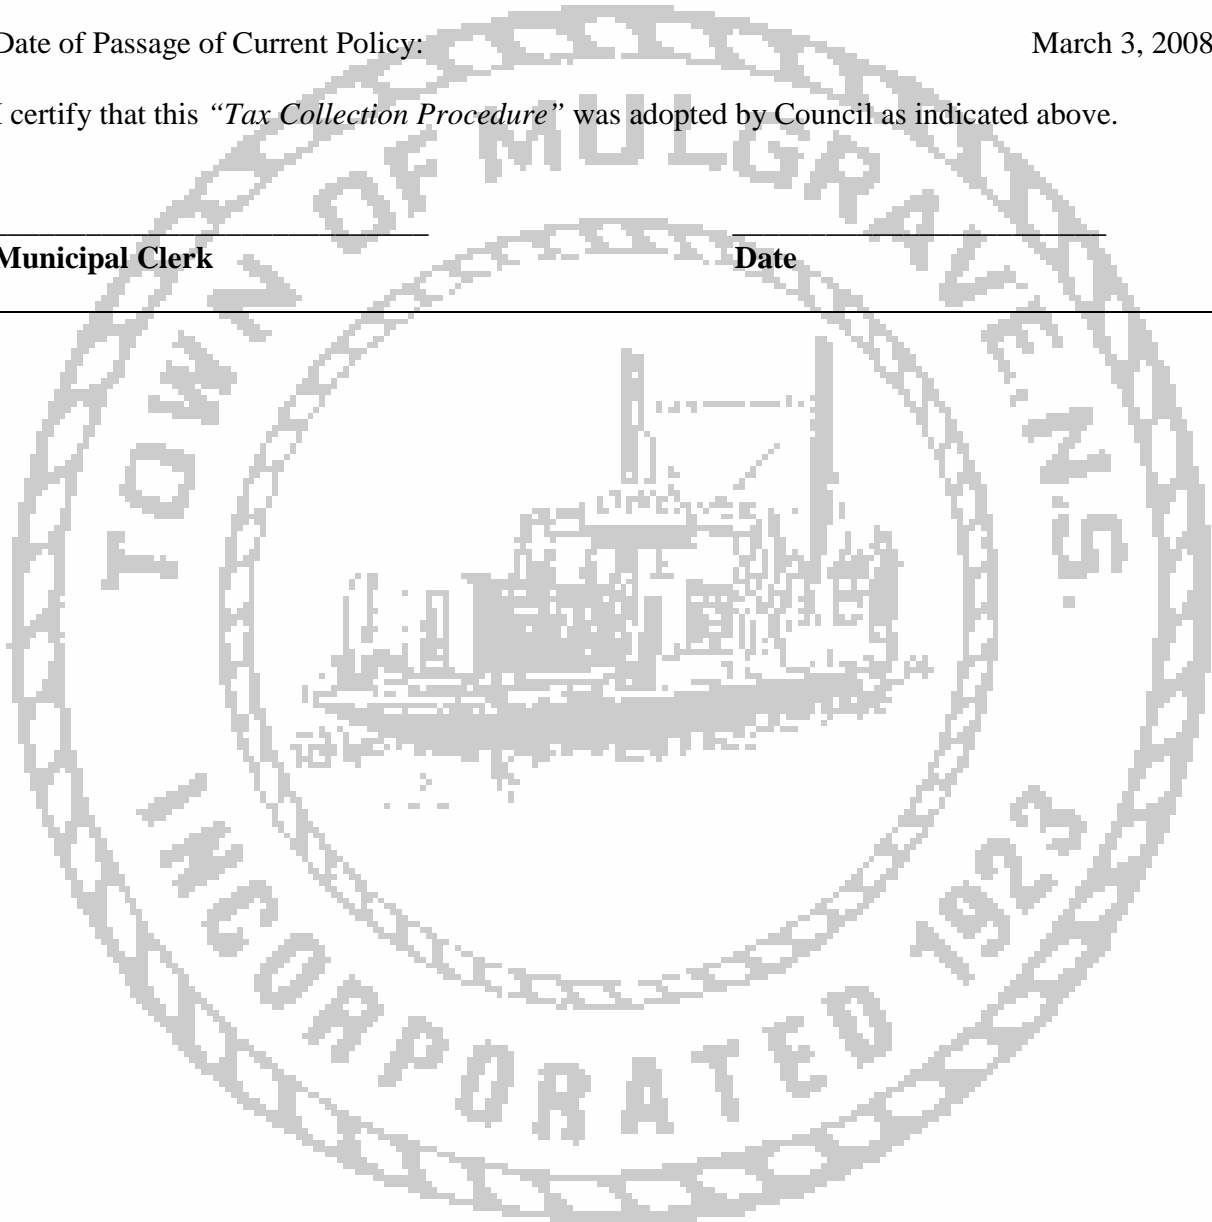 Date of Passage of Current Policy: March 3, 2008
I certify that this “Tax Collection Procedure” was adopted by Council as indicated above.
Municipal Clerk Date
TOWN OF MULGRAVE, N.S.
INCORPORATED 1923